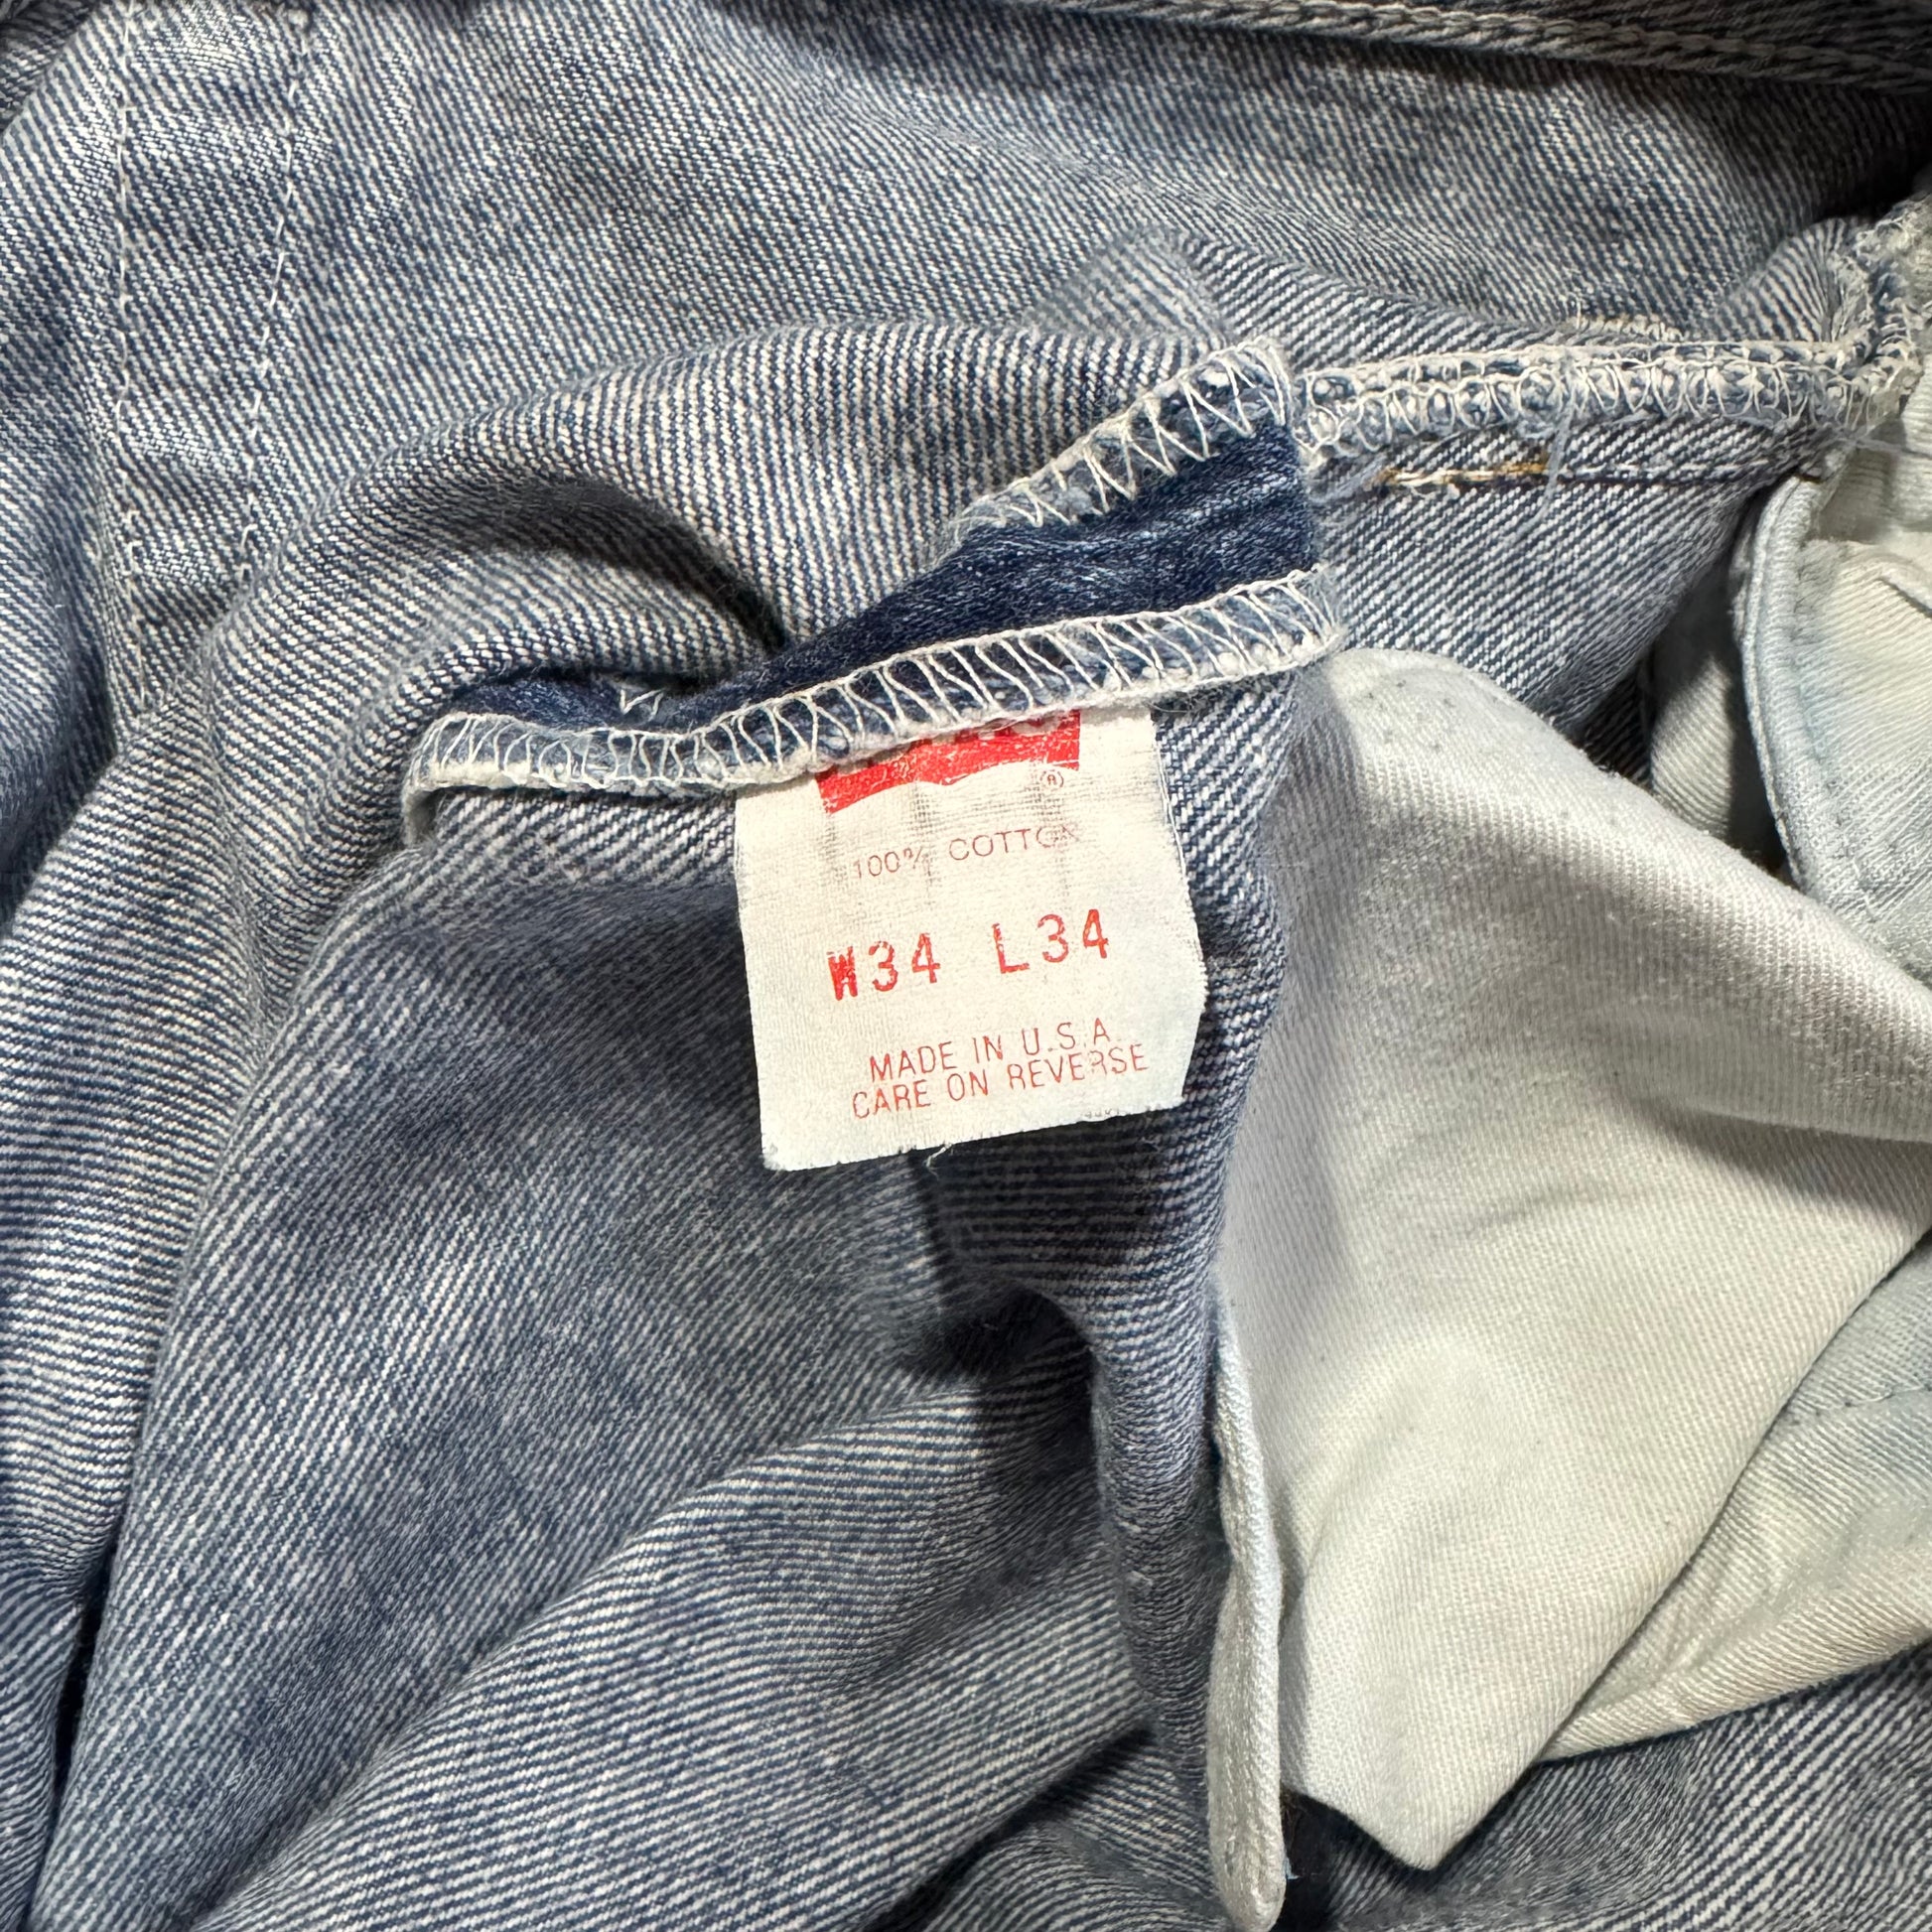 ®
100% COTTON
W34 L34
MADE IN U.S.A
CARE ON REVERSE